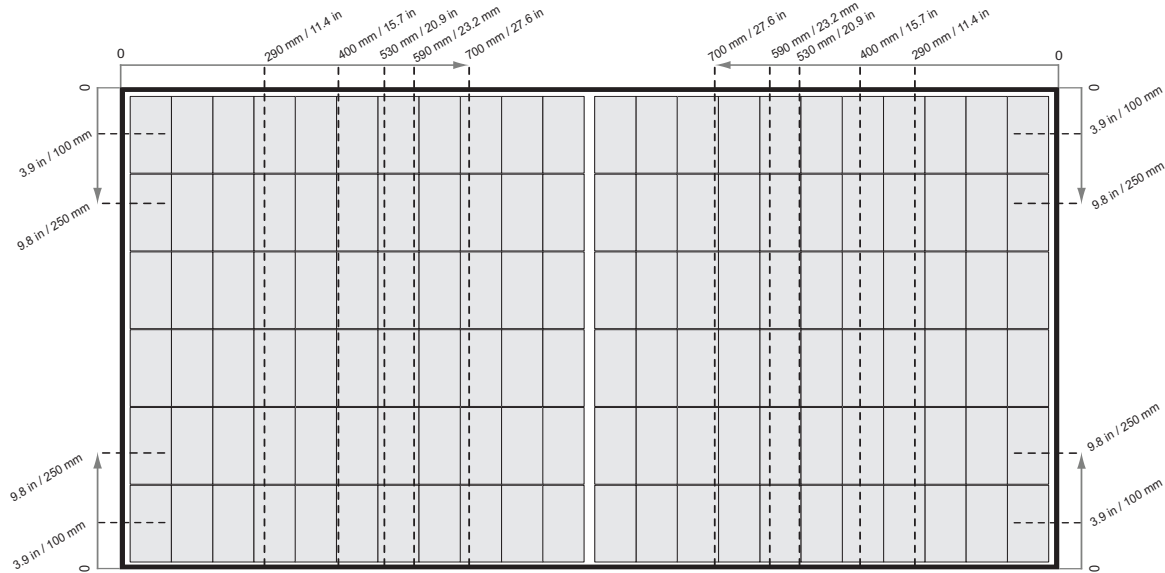 290 mm / 11.4 in
400 mm / 15.7 in
530 mm / 20.9 in
590 mm / 23.2 mm
700 mm / 27.6 in
700 mm / 27.6 in
590 mm / 23.2 mm
530 mm / 20.9 in
400 mm / 15.7 in
290 mm / 11.4 in
0
0
0
0
3.9 in / 100 mm
3.9 in / 100 mm
9.8 in / 250 mm
9.8 in / 250 mm
9.8 in / 250 mm
9.8 in / 250 mm
3.9 in / 100 mm
3.9 in / 100 mm
0
0